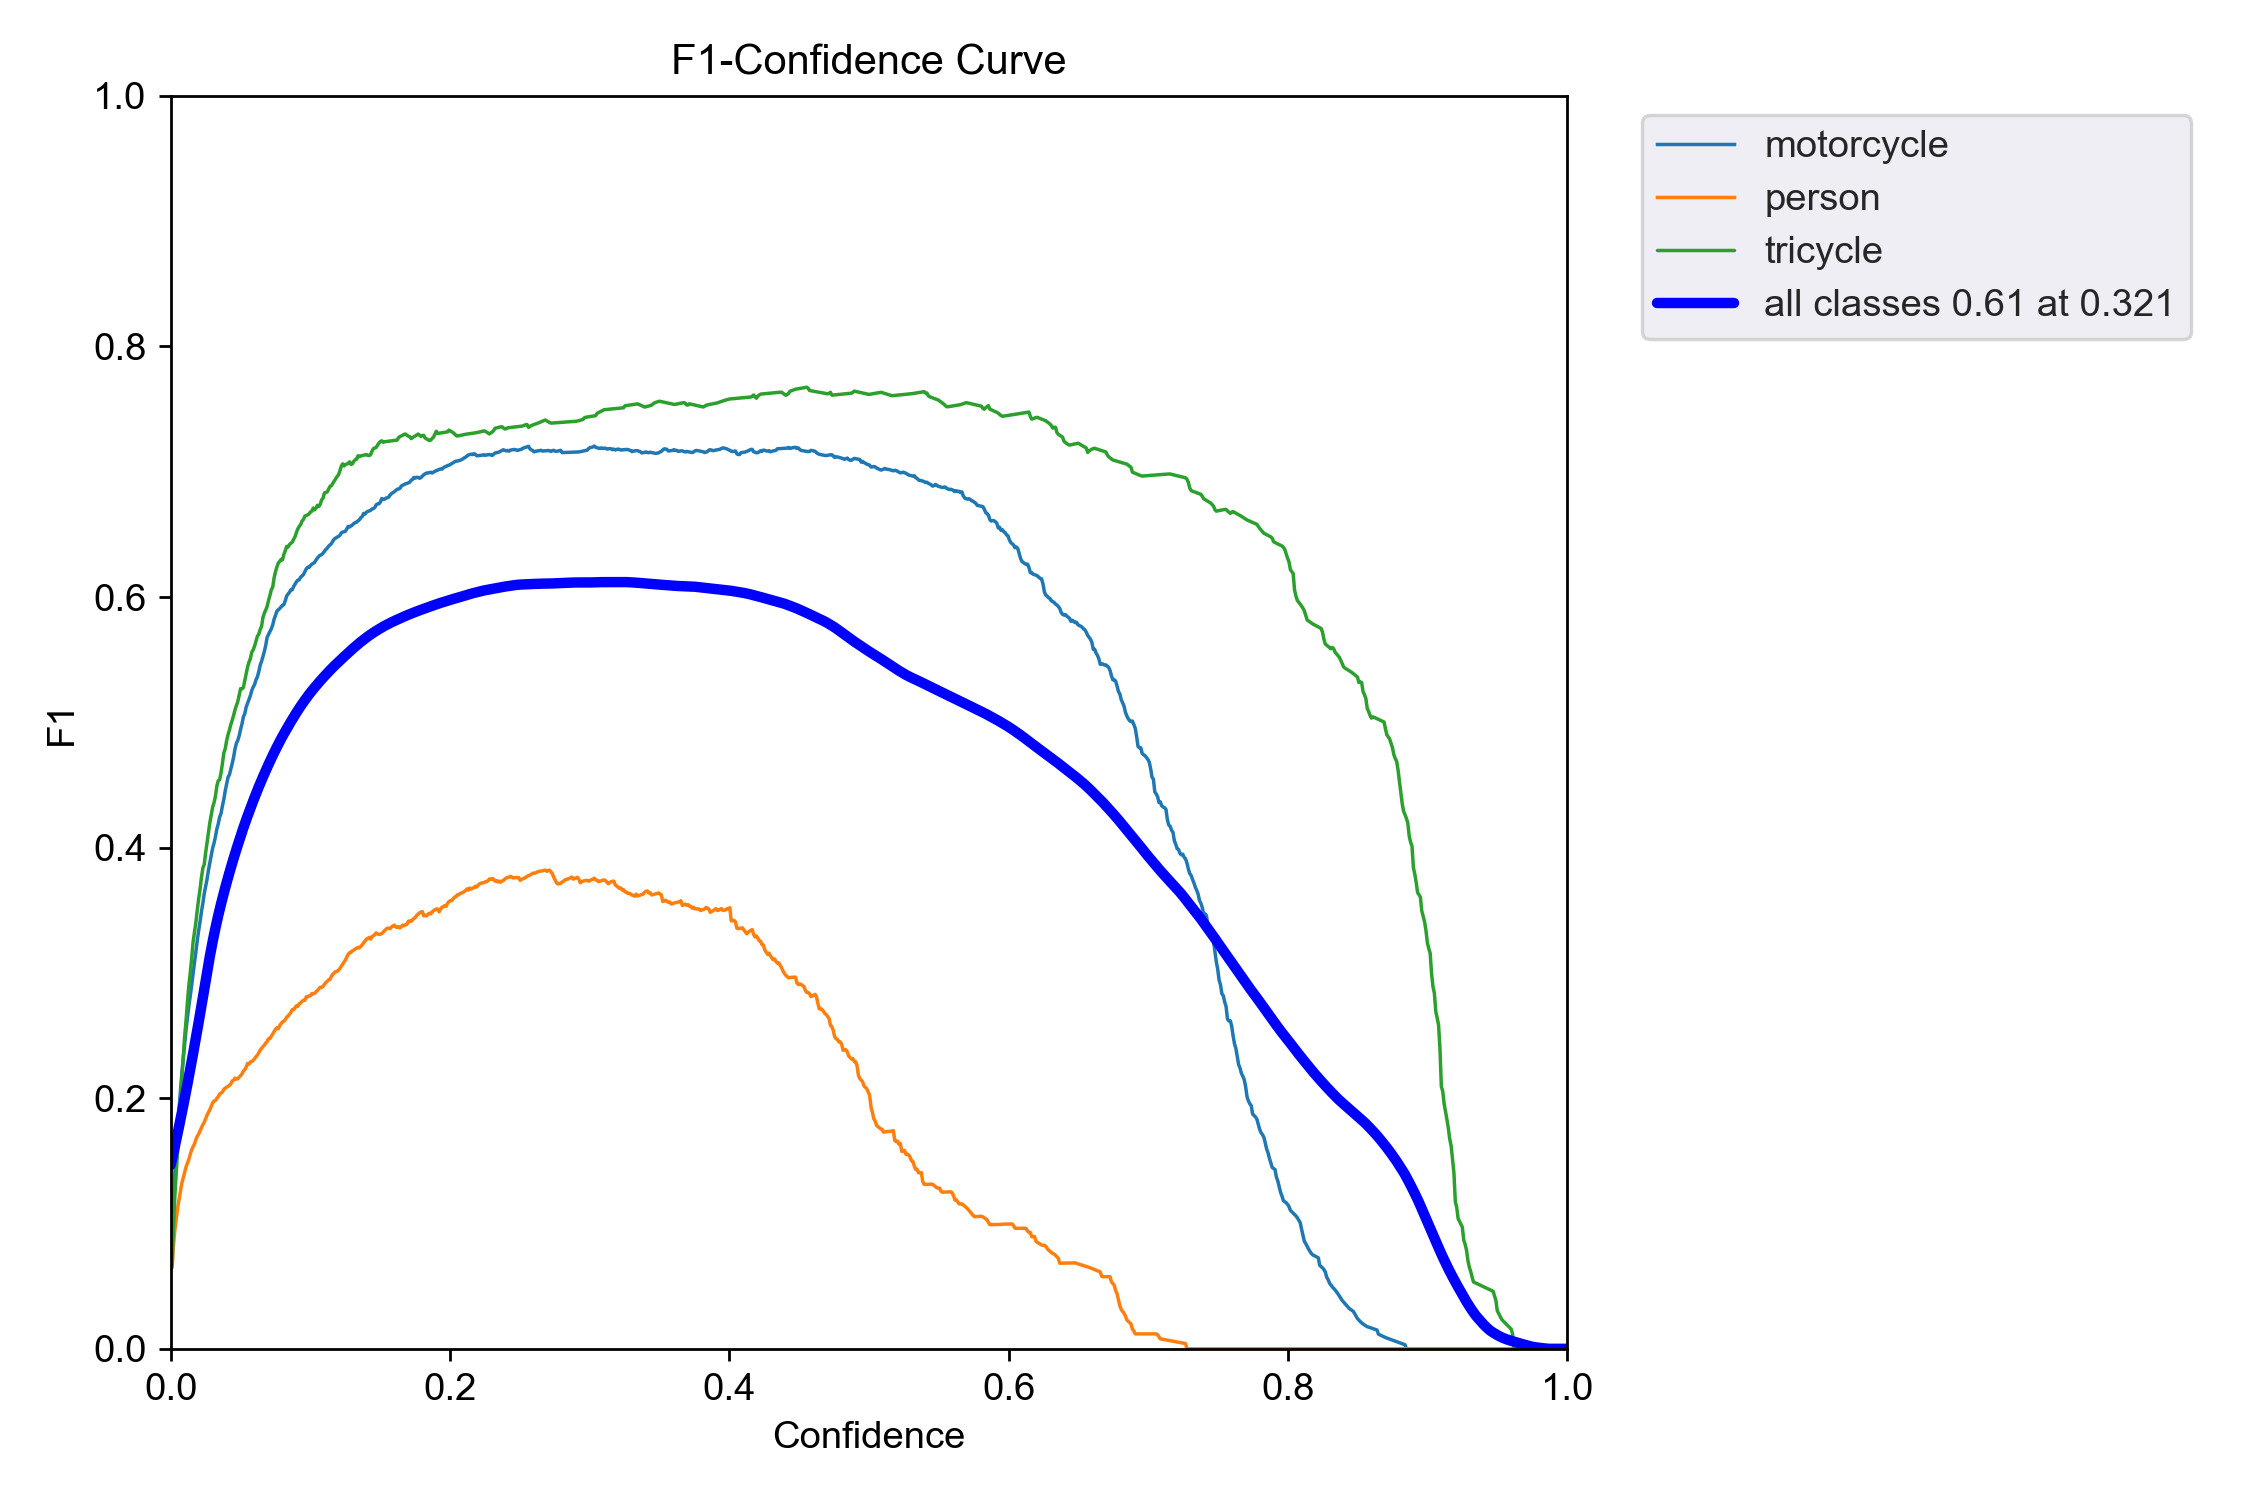 F1-Confidence Curve
1.0
0.8
0.6
0.4
0.2
0.0
F1
0.0 0.2 0.4 0.6 0.8 1.0
Confidence
motorcycle
person
tricycle
all classes 0.61 at 0.321